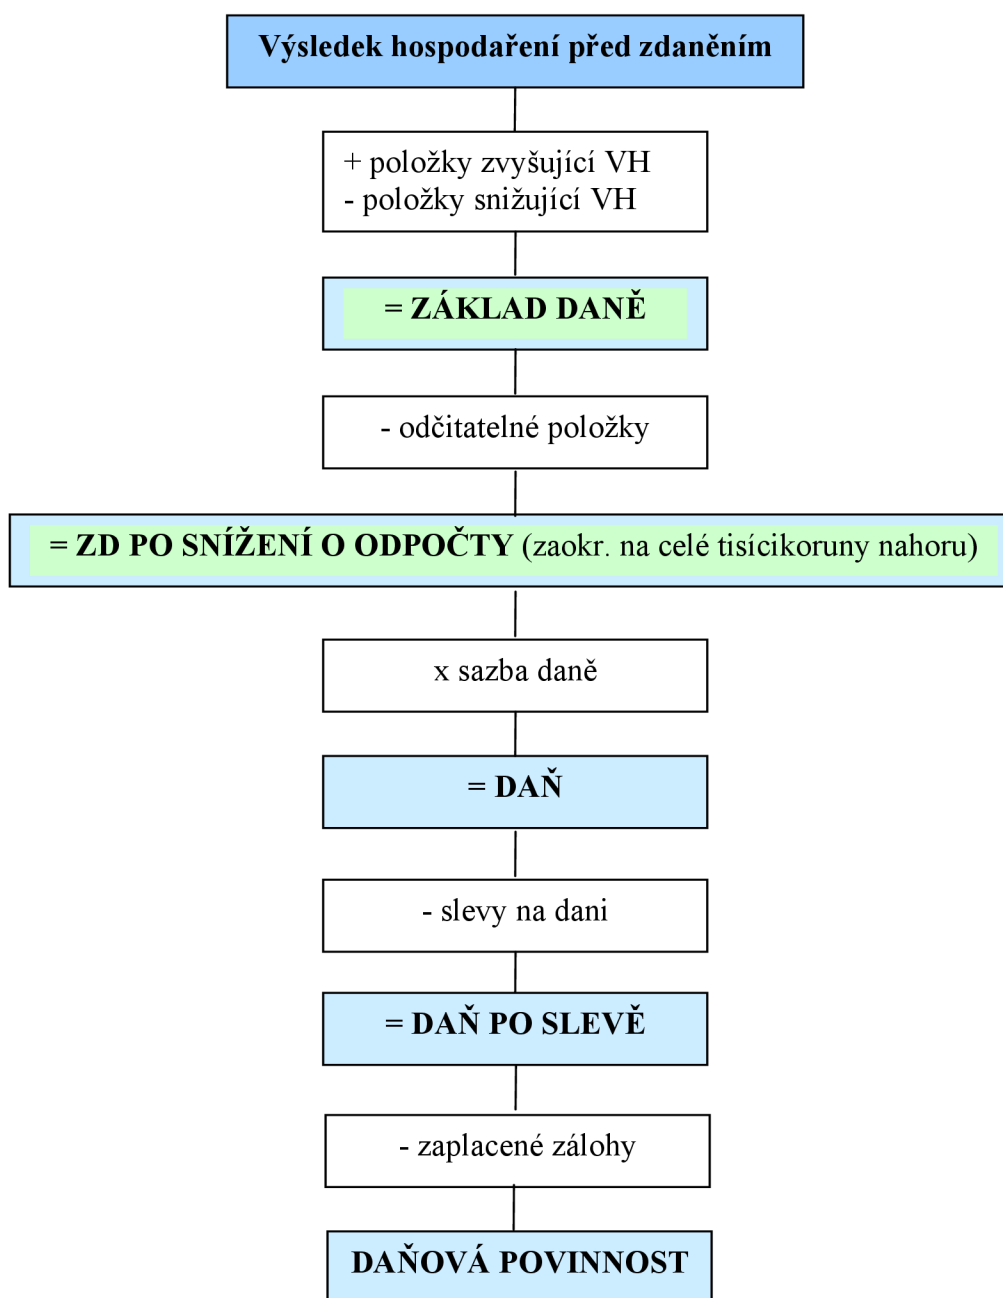 Výsledek hospodaření před zdaněním
+ položky zvyšující VH
- položky snižující VH
= ZÁKLAD DANĚ
- odčitatelné položky
= ZD PO SNÍŽENÍ O ODPOČTY (zaokr. na celé tisícikoruny nahoru)
x sazba daně
= DAŇ
- slevy na dani
= DAŇ PO SLEVĚ
- zaplacené zálohy
DAŇOVÁ POVINNOST